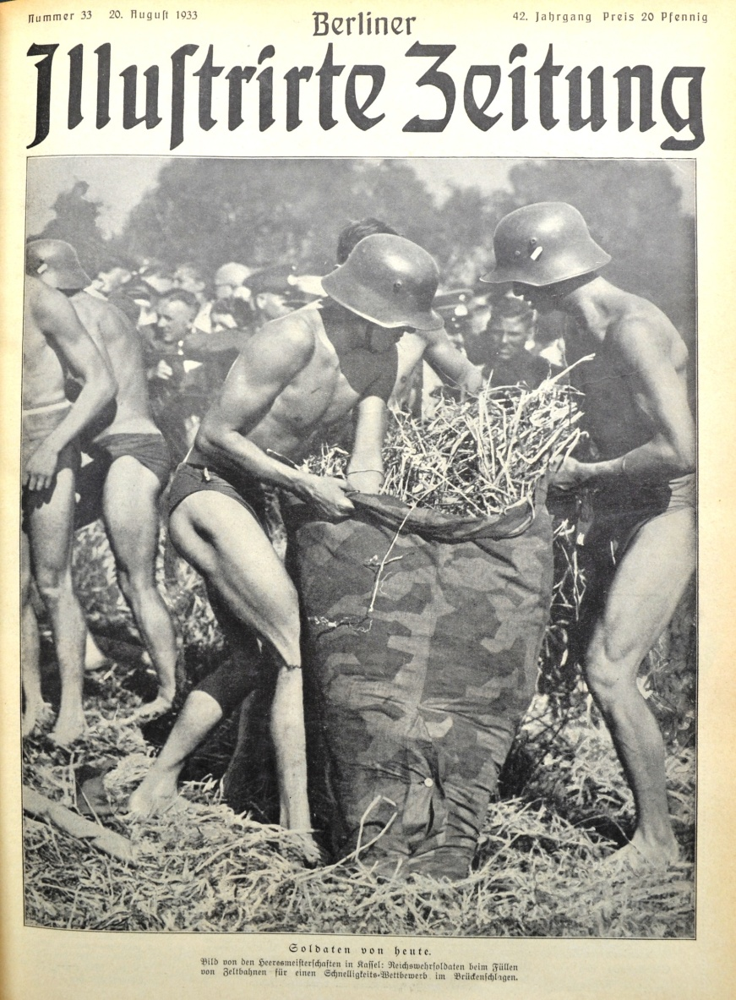 Nummer 33 20. Auguſt 1933
Berliner
42. Jahrgang Preis 20 Pfennig
Illuſtrirte Zeitung
Soldaten von heute.
Bild von den Heeresmeiſterſchaften in Kaſſel: Reichswehrſoldaten beim Füllen
von Zeltbahnen für einen Schnelligkeits-Wettbewerb im Brückenſchlagen.